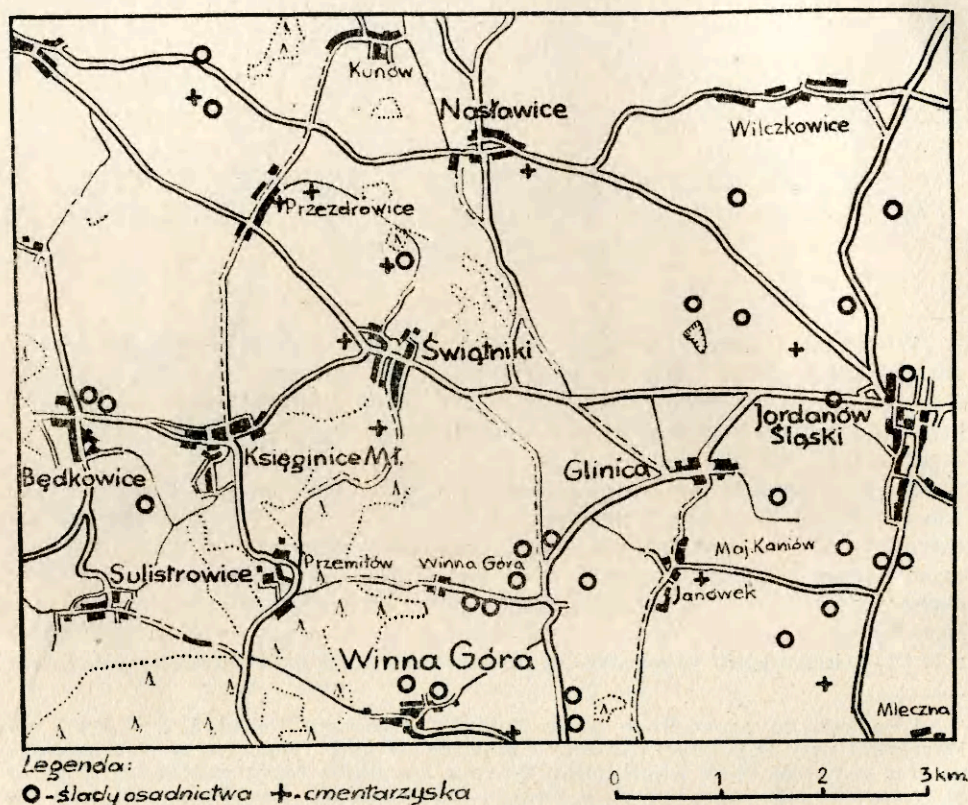 Kunów
Nasławice
Wilczkowice
Przezdrowice
Świątniki
Jordanów
Śląski
Księginice Mł.
Glinica
Będkowice
Maj. Kaniów
Sulistrowice
Przemiłów
Winna Góra
Janówek
Winna Góra
Mleczna
Legenda:
O - ślady osadnictwa + - cmentarzyska
0 1 2 3 km